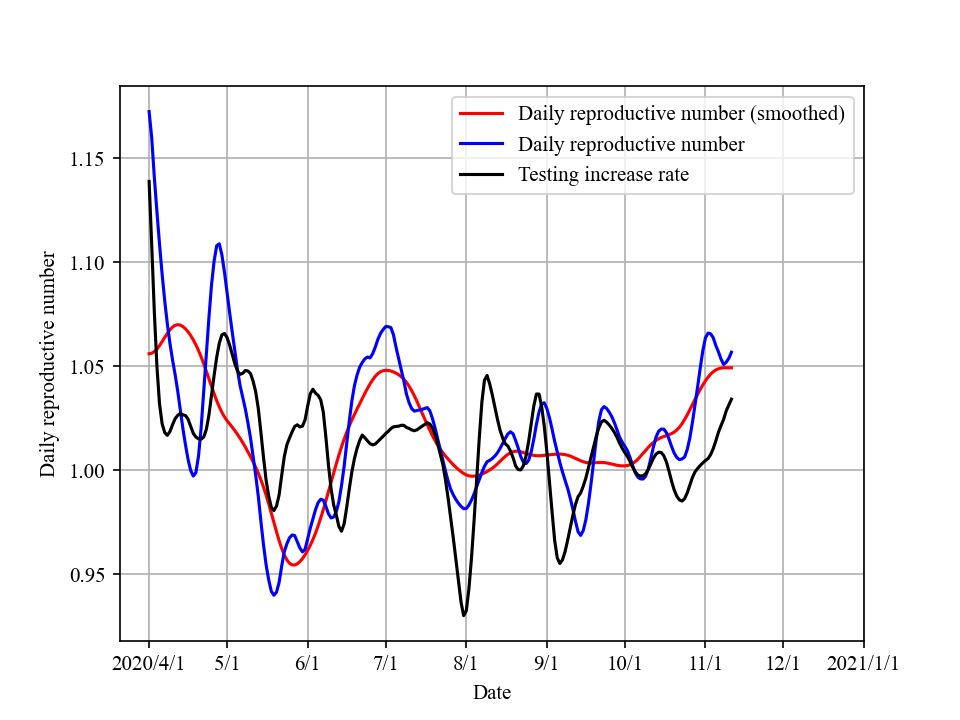 Daily reproductive number (smoothed)
Daily reproductive number
Testing increase rate
Daily reproductive number
1.15
1.10
1.05
1.00
0.95
2020/4/1 5/1 6/1 7/1 8/1 9/1 10/1 11/1 12/1 2021/1/1
Date